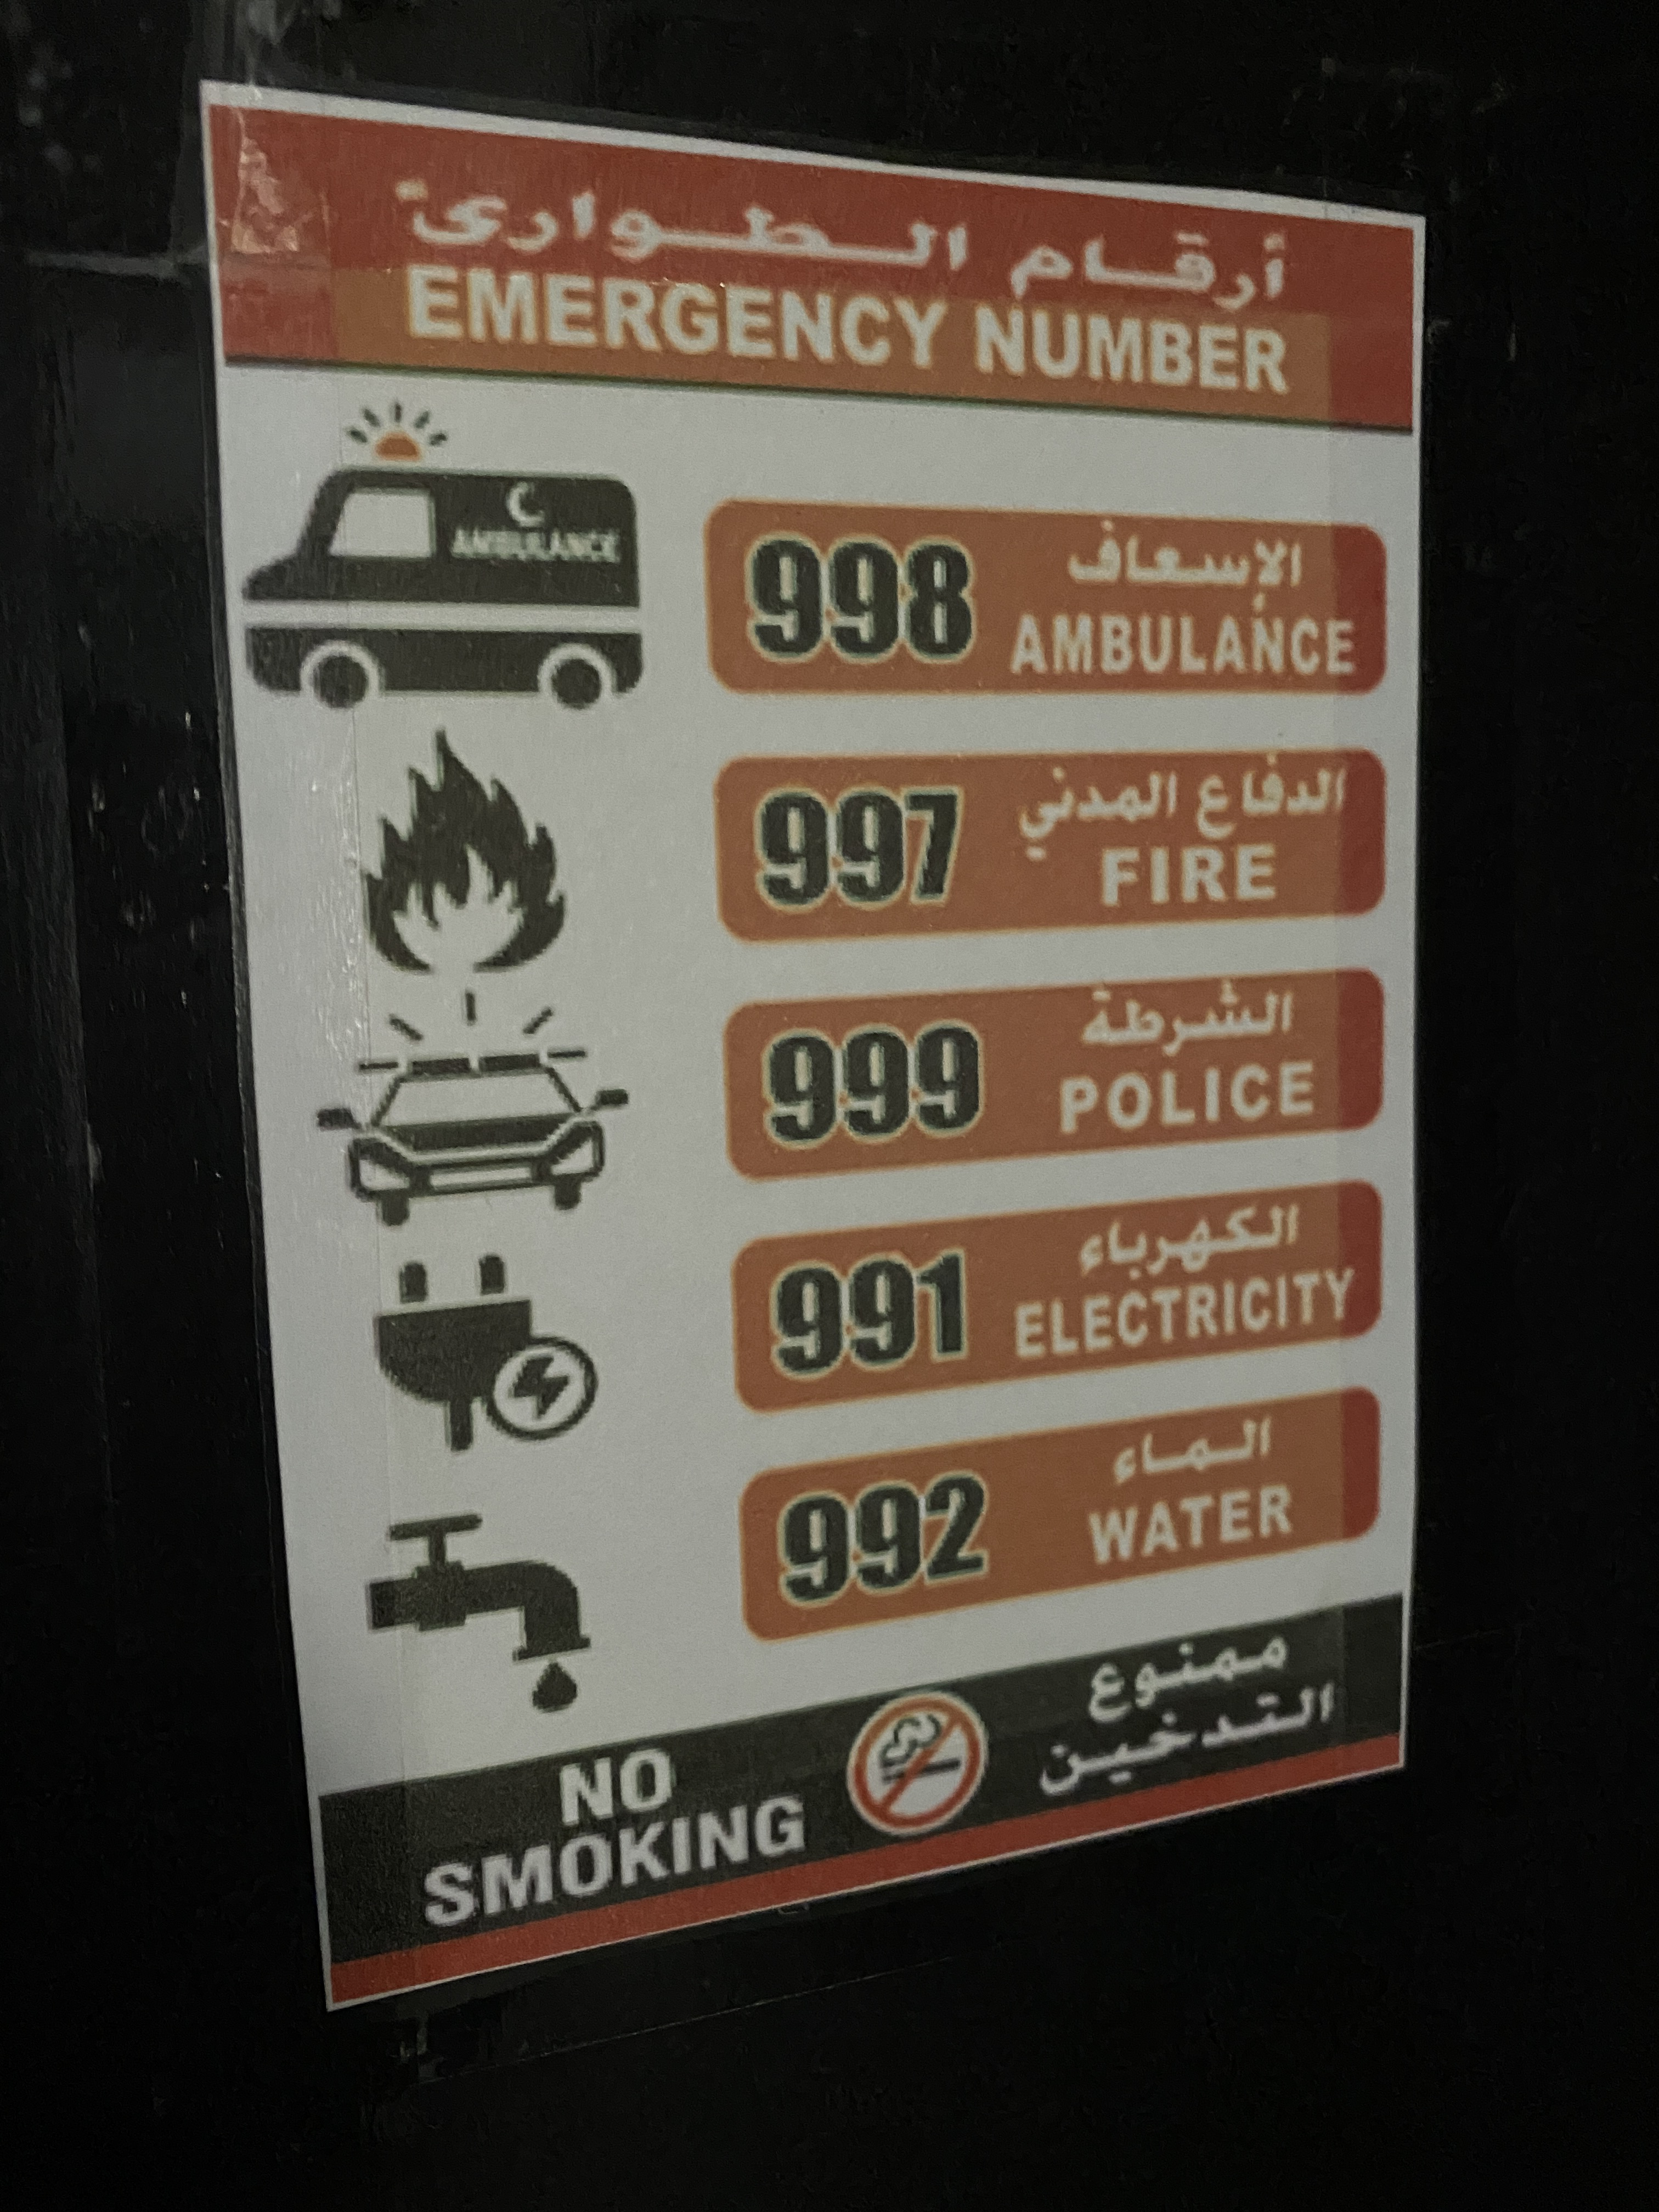 أرقام الطوارئ
EMERGENCY NUMBER
AMBULANCE
998
الإسعاف
AMBULANCE
997
الدفاع المدني
FIRE
999
الشرطة
POLICE
991
الكهرباء
ELECTRICITY
992
الماء
WATER
NO
SMOKING
ممنوع
التدخين